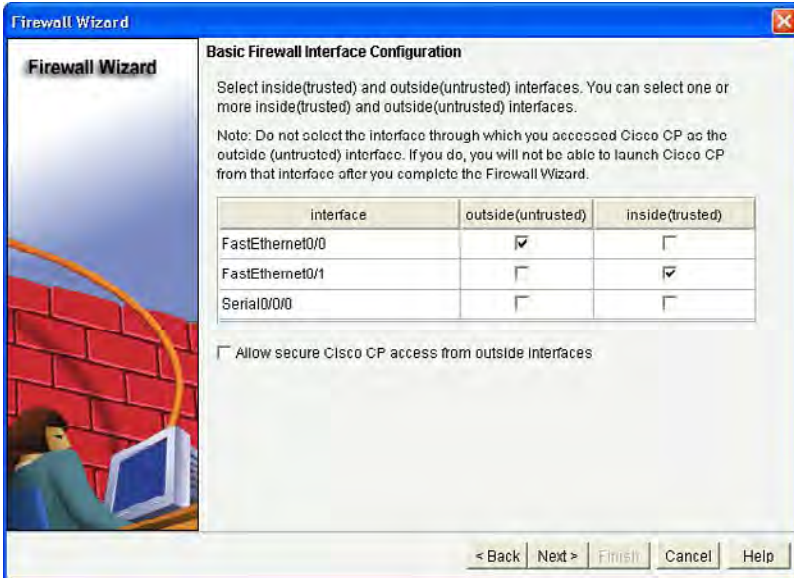 Firewall Wizard
Firewall Wizard
Basic Firewall Interface Configuration
Select inside(trusted) and outside(untrusted) interfaces. You can select one or
more inside(trusted) and outside(untrusted) interfaces.
Note: Do not select the interface through which you accessed Cisco CP as the
outside (untrusted) interface. If you do, you will not be able to launch Cisco CP
from that interface after you complete the Firewall Wizard.
interface outside(untrusted) inside(trusted)
FastEthernet0/0
FastEthernet0/1
Serial0/0/0
Allow secure Cisco CP access from outside interfaces
< Back Next > Finish Cancel Help